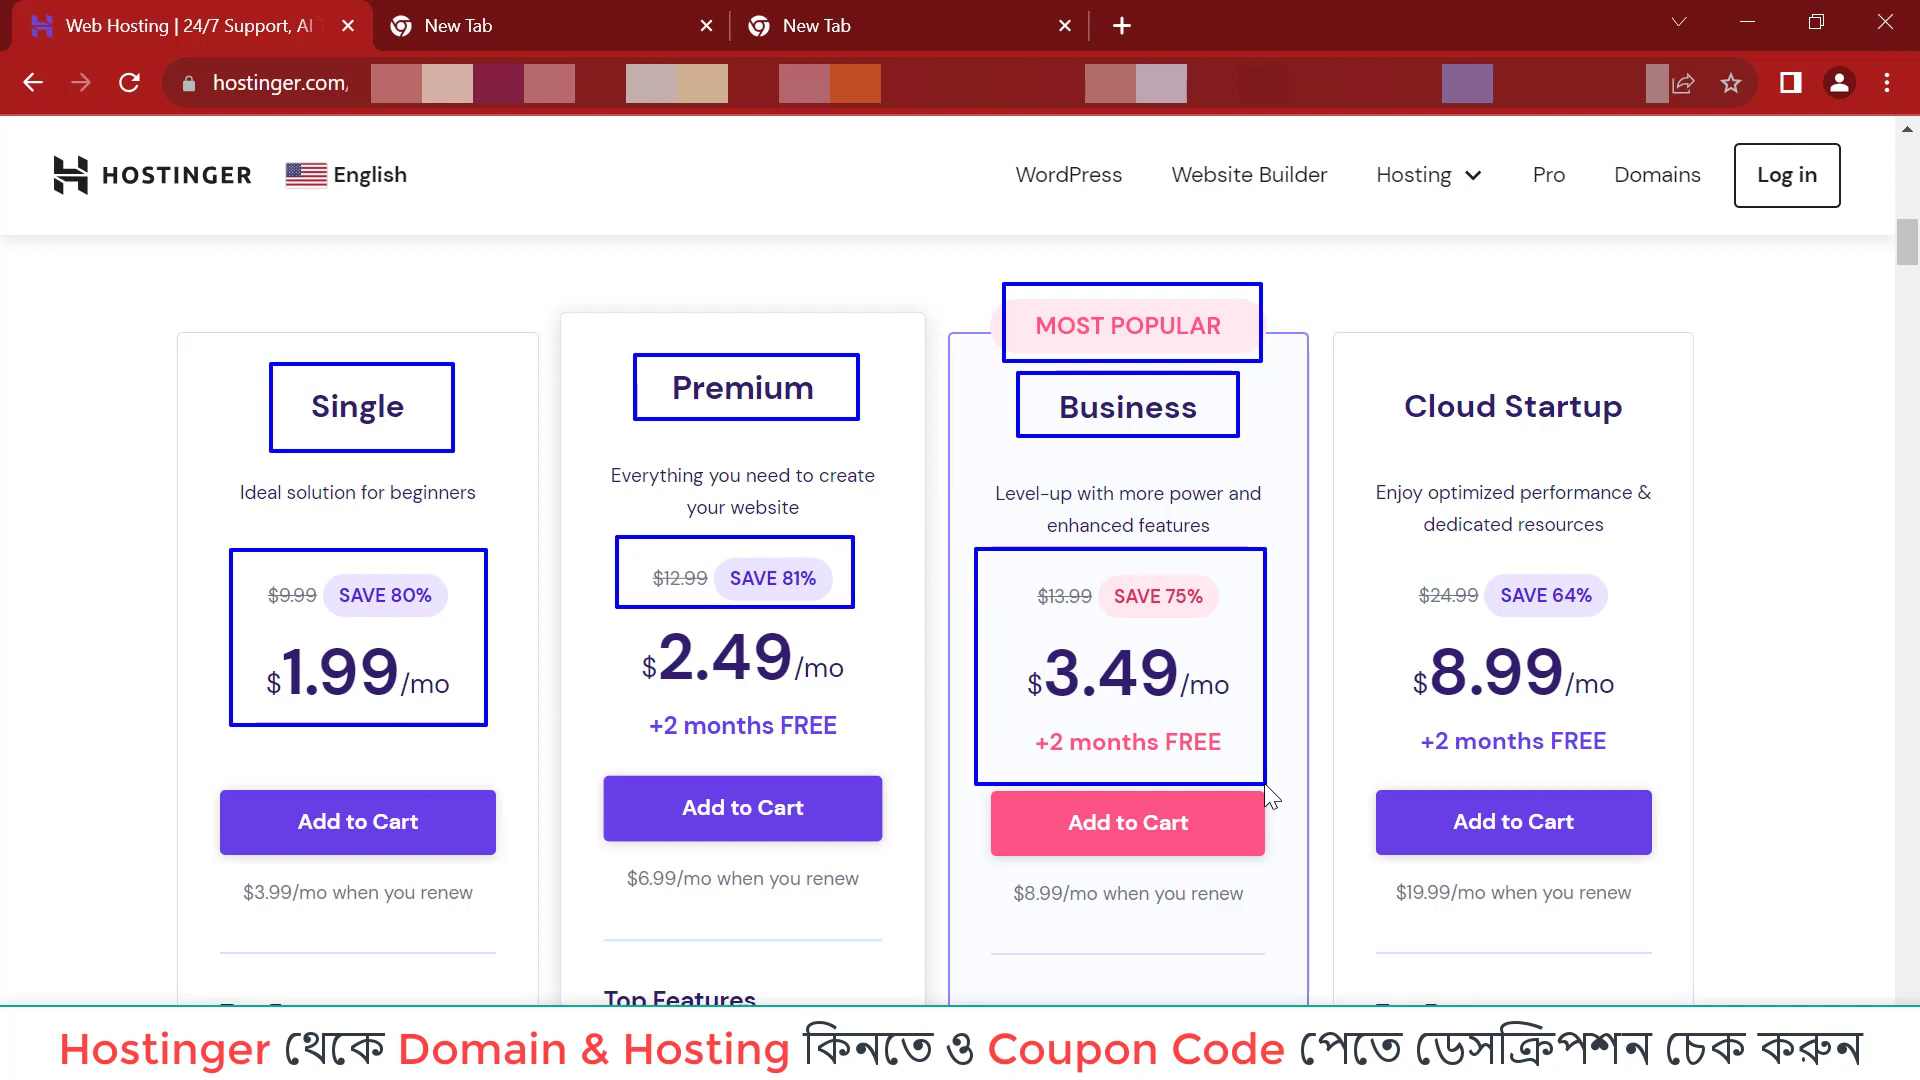 Web Hosting | 24/7 Support, AI
New Tab
New Tab
hostinger.com,
HOSTINGER
English
WordPress
Website Builder
Hosting
Pro
Domains
Log in
Single
Ideal solution for beginners
$9.99 SAVE 80%
$1.99/mo
Add to Cart
$3.99/mo when you renew
Premium
Everything you need to create
your website
$12.99 SAVE 81%
$2.49/mo
+2 months FREE
Add to Cart
$6.99/mo when you renew
Top Features
MOST POPULAR
Business
Level-up with more power and
enhanced features
$13.99 SAVE 75%
$3.49/mo
+2 months FREE
Add to Cart
$8.99/mo when you renew
Cloud Startup
Enjoy optimized performance &
dedicated resources
$24.99 SAVE 64%
$8.99/mo
+2 months FREE
Add to Cart
$19.99/mo when you renew
Hostinger থেকে Domain & Hosting কিনতে ও Coupon Code পেতে ডেসক্রিপশন চেক করুন